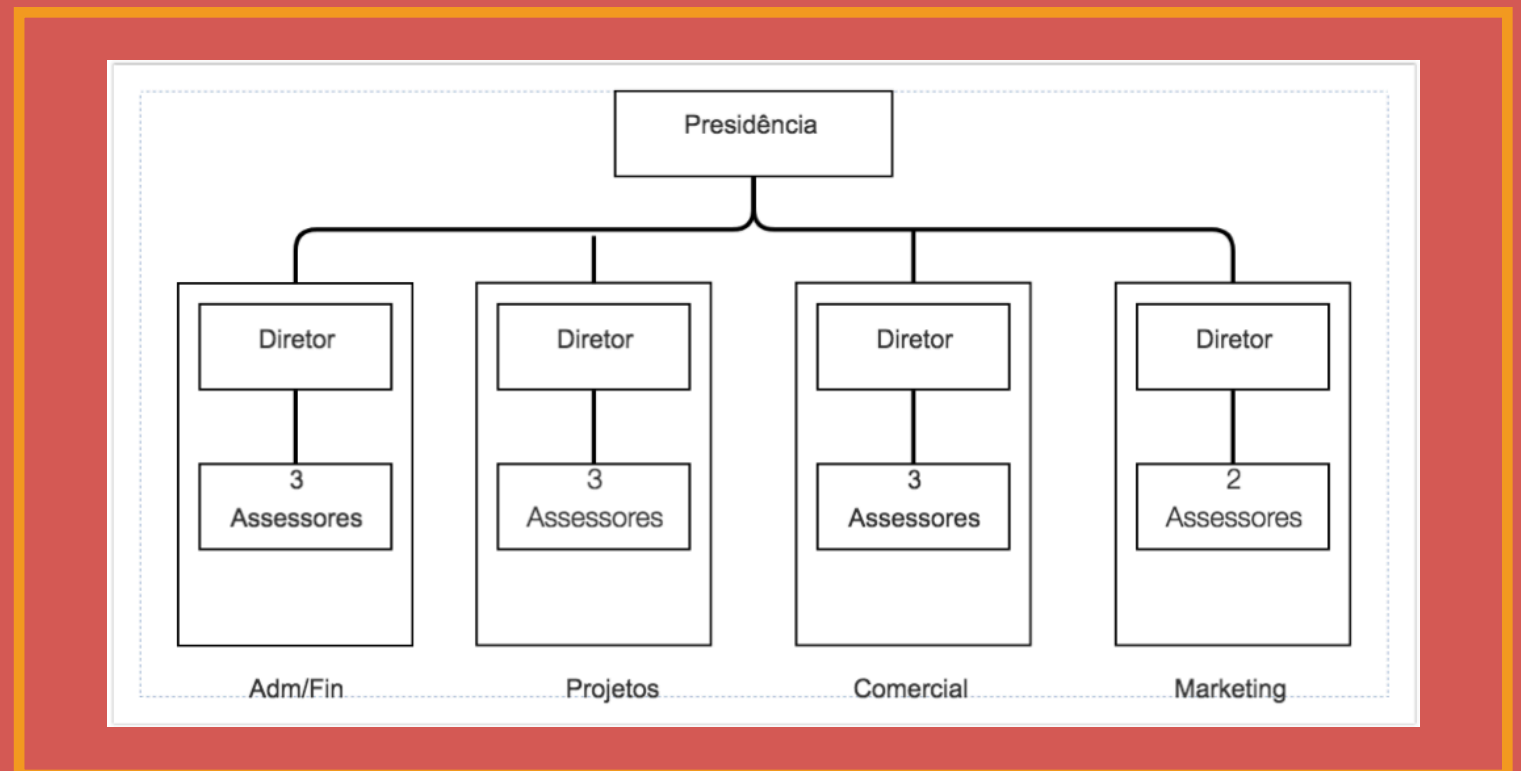 Presidência
Diretor
Diretor
Diretor
Diretor
3
Assessores
3
Assessores
3
Assessores
2
Assessores
Adm/Fin
Projetos
Comercial
Marketing